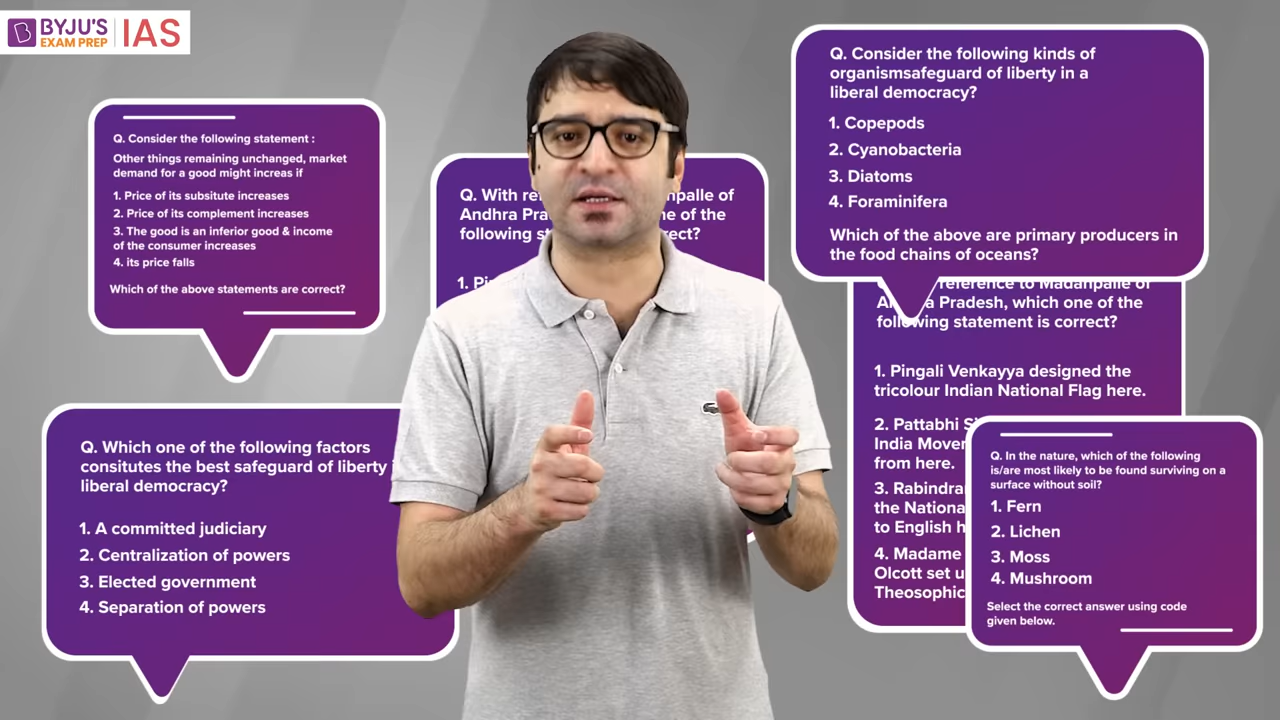 BYJU'S
EXAM PREP
IAS
Q. Consider the following statement :
Other things remaining unchanged, market
demand for a good might increas if
1. Price of its subsitute increases
2. Price of its complement increases
3. The good is an inferior good & income
of the consumer increases
4. its price falls
Which of the above statements are correct?
Q. Which one of the following factors
consitutes the best safeguard of liberty
liberal democracy?
1. A committed judiciary
2. Centralization of powers
3. Elected government
4. Separation of powers
Q. With
Andhra
following
Q. Consider the following kinds of
organismsafeguard of liberty in a
liberal democracy?
1. Copepods
2. Cyanobacteria
3. Diatoms
4. Foraminifera
Which of the above are primary producers in
the food chains of oceans?
reference to Madanpalle of
Pradesh, which one of the
following statement is correct?
1. Pingali Venkayya designed the
tricolour Indian National Flag here.
2. Pattabhi
India
from here.
3.
the
to English
4. Madame
Olcott set
Q. In the nature, which of the following
is/are most likely to be found surviving on a
surface without soil?
1. Fern
2. Lichen
3. Moss
4. Mushroom
Select the correct answer using code
given below.